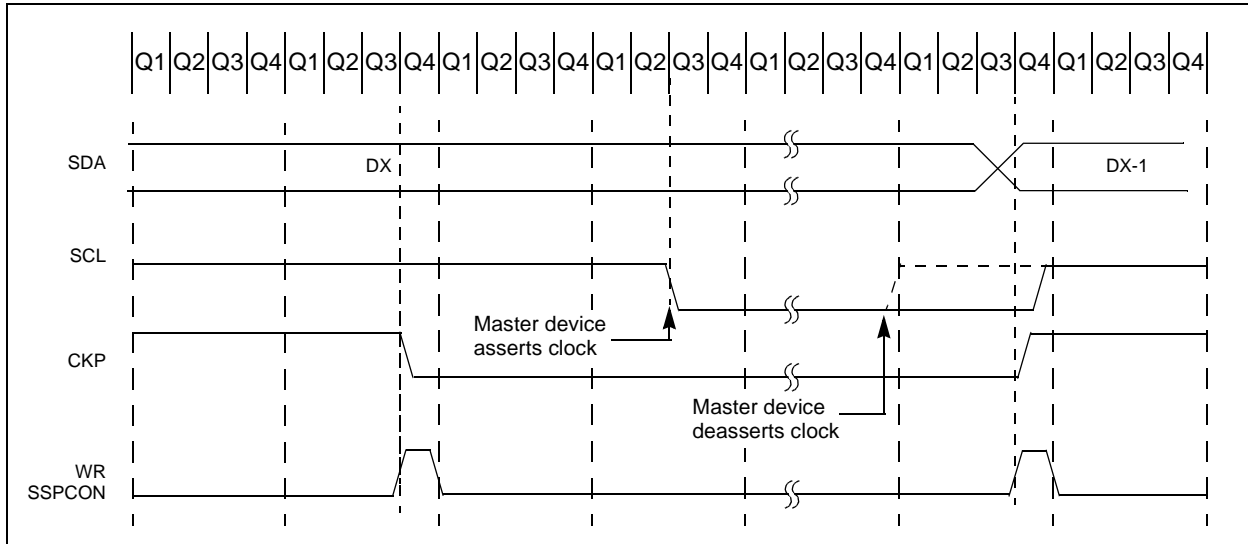 Q1 Q2 Q3 Q4 Q1 Q2 Q3 Q4 Q1 Q2 Q3 Q4 Q1 Q2 Q3 Q4 Q1 Q2 Q3 Q4 Q1 Q2 Q3 Q4 Q1 Q2 Q3 Q4
SDA
DX
DX-1
SCL
Master device
asserts clock
CKP
Master device
deasserts clock
WR
SSPCON